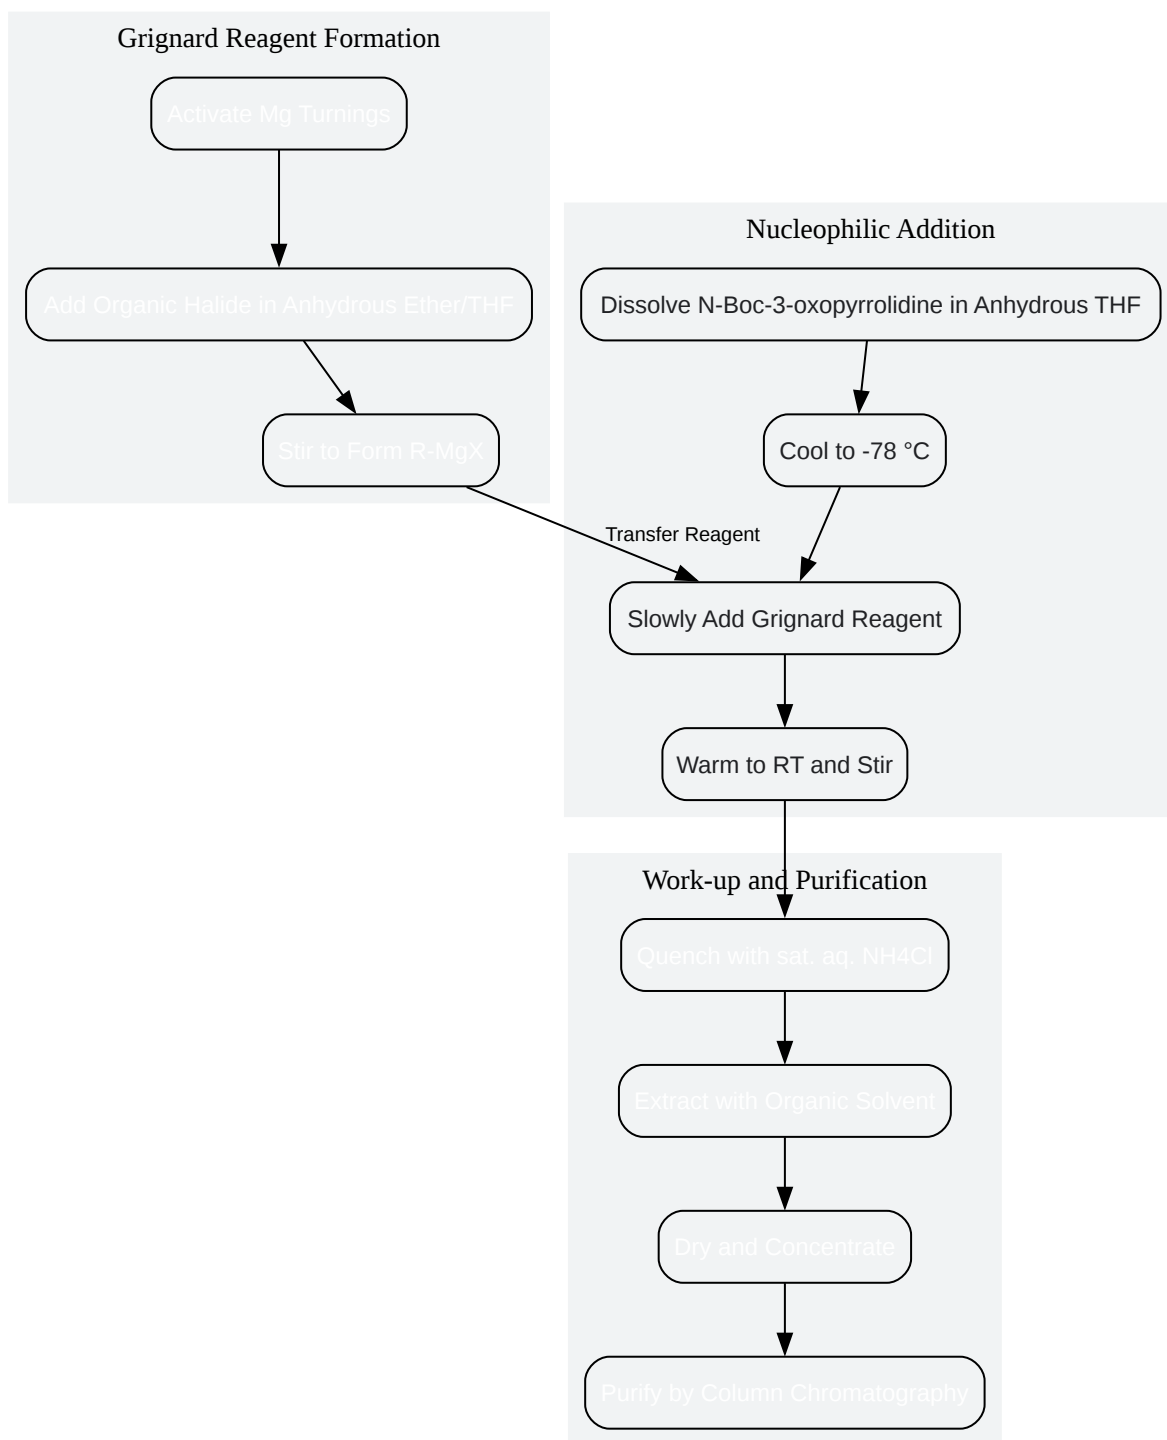 Grignard Reagent Formation
Activate Mg Turnings
Add Organic Halide in Anhydrous Ether/THF
Stir to Form R-MgX
Nucleophilic Addition
Dissolve N-Boc-3-oxopyrrolidine in Anhydrous THF
Cool to -78 °C
Transfer Reagent
Slowly Add Grignard Reagent
Warm to RT and Stir
Work-up and Purification
Quench with sat. aq. NH4Cl
Extract with Organic Solvent
Dry and Concentrate
Purify by Column Chromatography